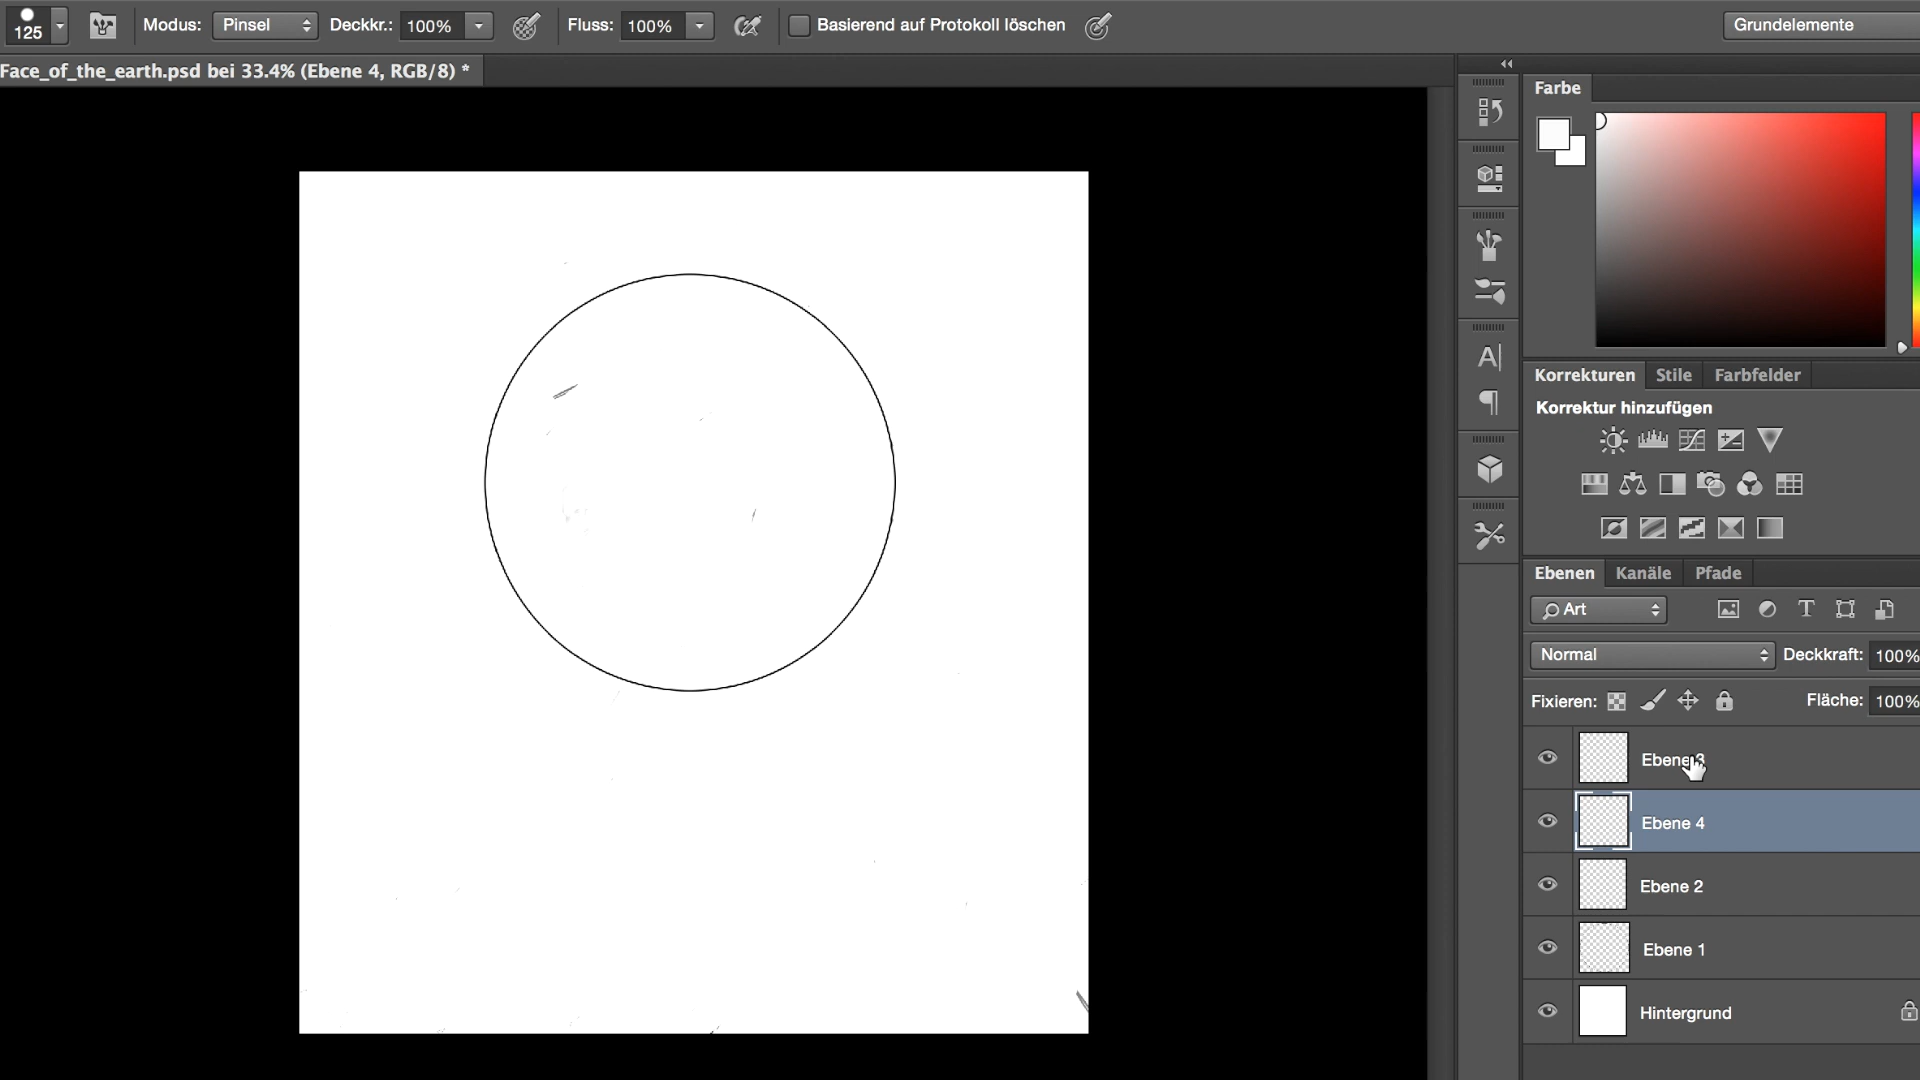 125
Modus: Pinsel Deckkr.: 100% Fluss: 100% Basierend auf Protokoll löschen Grundelemente
Face_of_the_earth.psd bei 33.4% (Ebene 4, RGB/8) *
Farbe
Korrekturen Stile Farbfelder
Korrektur hinzufügen
Ebenen Kanäle Pfade
Art
Normal Deckkraft: 100%
Fixieren: Fläche: 100%
Ebene 3
Ebene 4
Ebene 2
Ebene 1
Hintergrund